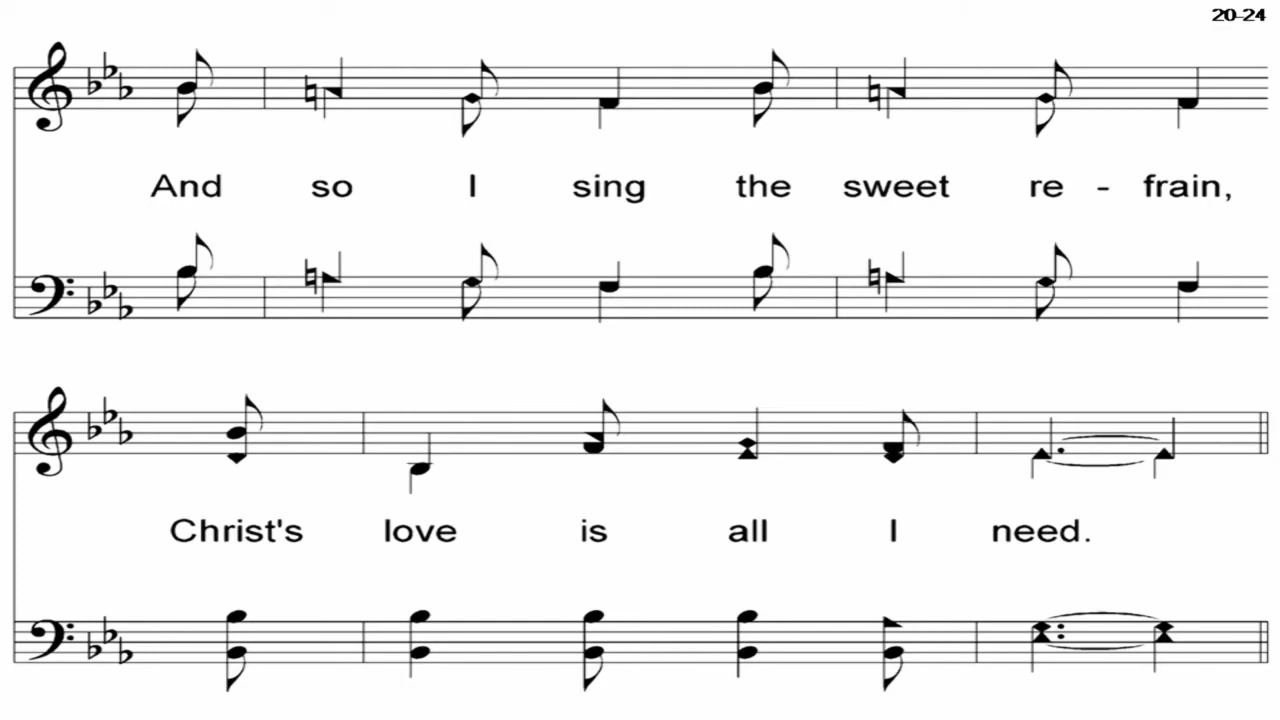 20-24
And so I sing the sweet re - frain,
Christ's love is all I need.